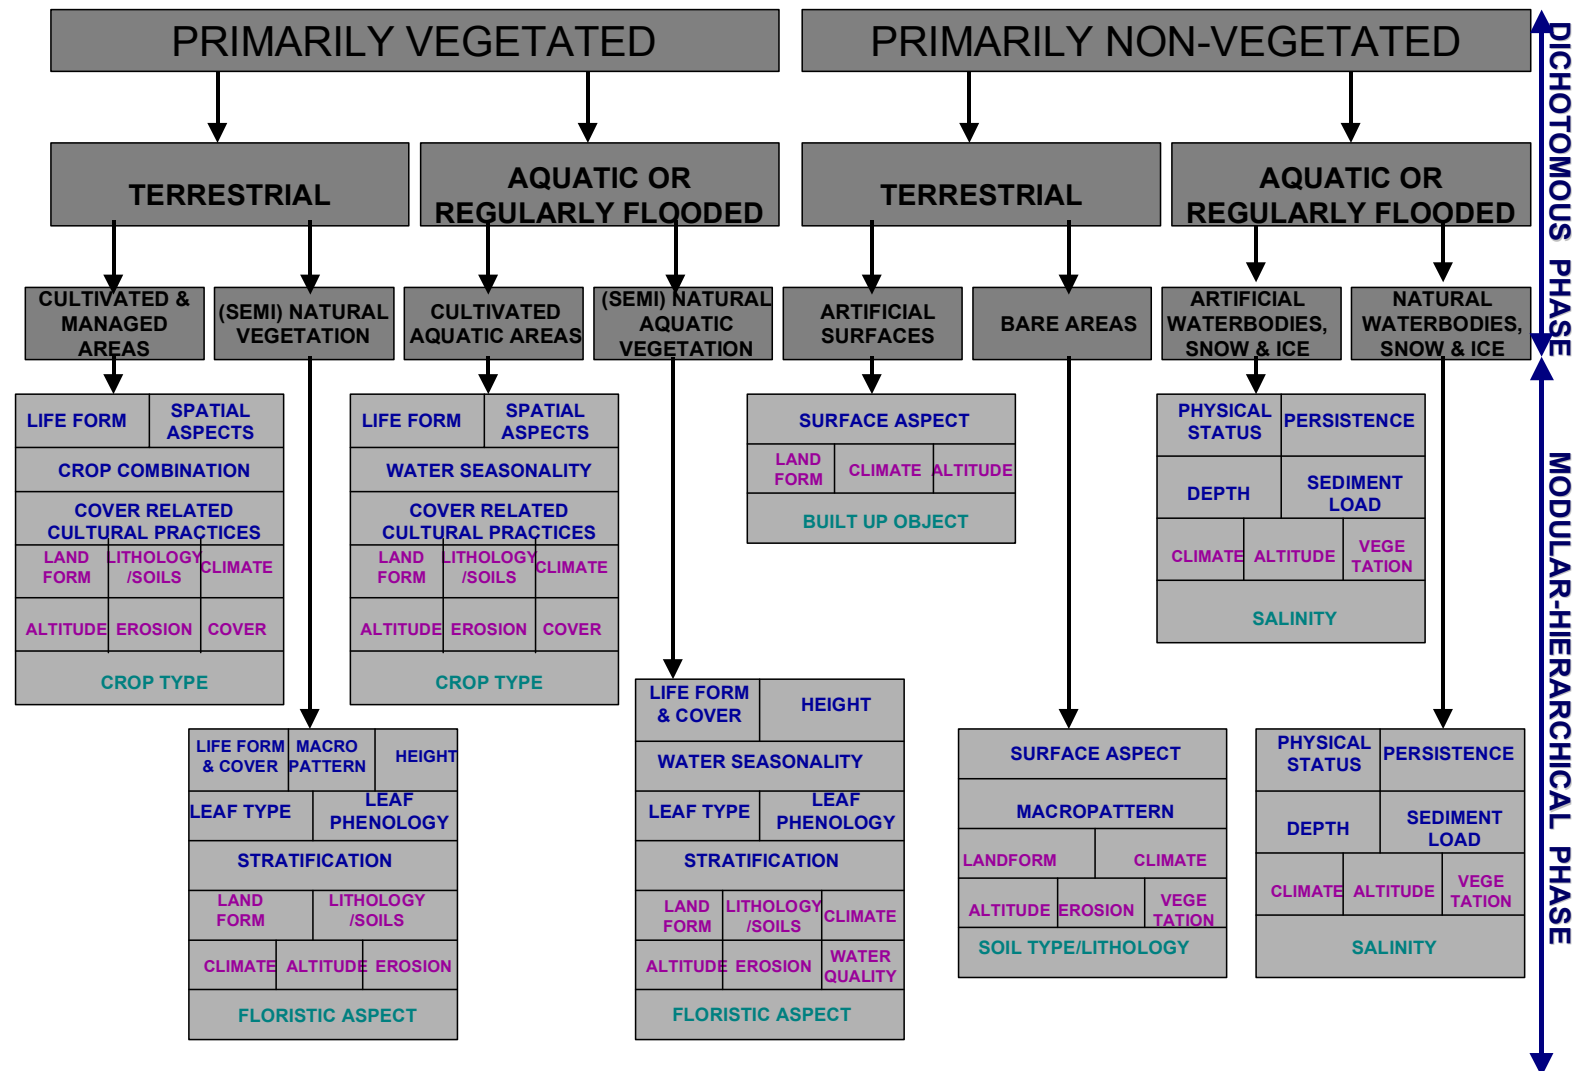 PRIMARILY VEGETATED
PRIMARILY NON-VEGETATED
TERRESTRIAL
AQUATIC OR
REGULARLY FLOODED
TERRESTRIAL
AQUATIC OR
REGULARLY FLOODED
CULTIVATED &
MANAGED
AREAS
(SEMI) NATURAL
VEGETATION
CULTIVATED
AQUATIC AREAS
(SEMI) NATURAL
AQUATIC
VEGETATION
ARTIFICIAL
SURFACES
BARE AREAS
ARTIFICIAL
WATERBODIES,
SNOW & ICE
NATURAL
WATERBODIES,
SNOW & ICE
DICHOTOMOUS PHASE
MODULAR-HIERARCHICAL PHASE
LIFE FORM
SPATIAL
ASPECTS
CROP COMBINATION
COVER RELATED
CULTURAL PRACTICES
LAND
FORM
LITHOLOGY
/SOILS
CLIMATE
ALTITUDE
EROSION
COVER
CROP TYPE
LIFE FORM
& COVER
MACRO
PATTERN
HEIGHT
LEAF TYPE
LEAF
PHENOLOGY
STRATIFICATION
LAND
FORM
LITHOLOGY
/SOILS
CLIMATE
ALTITUDE
EROSION
FLORISTIC ASPECT
LIFE FORM
SPATIAL
ASPECTS
WATER SEASONALITY
COVER RELATED
CULTURAL PRACTICES
LAND
FORM
LITHOLOGY
/SOILS
CLIMATE
ALTITUDE
EROSION
COVER
CROP TYPE
LIFE FORM
& COVER
HEIGHT
WATER SEASONALITY
LEAF TYPE
LEAF
PHENOLOGY
STRATIFICATION
LAND
FORM
LITHOLOGY
/SOILS
CLIMATE
ALTITUDE
EROSION
WATER
QUALITY
FLORISTIC ASPECT
SURFACE ASPECT
LAND
FORM
CLIMATE
ALTITUDE
BUILT UP OBJECT
SURFACE ASPECT
MACROPATTERN
LANDFORM
CLIMATE
ALTITUDE
EROSION
VEGE
TATION
SOIL TYPE/LITHOLOGY
PHYSICAL
STATUS
PERSISTENCE
DEPTH
SEDIMENT
LOAD
CLIMATE
ALTITUDE
VEGE
TATION
SALINITY
PHYSICAL
STATUS
PERSISTENCE
DEPTH
SEDIMENT
LOAD
CLIMATE
ALTITUDE
VEGE
TATION
SALINITY